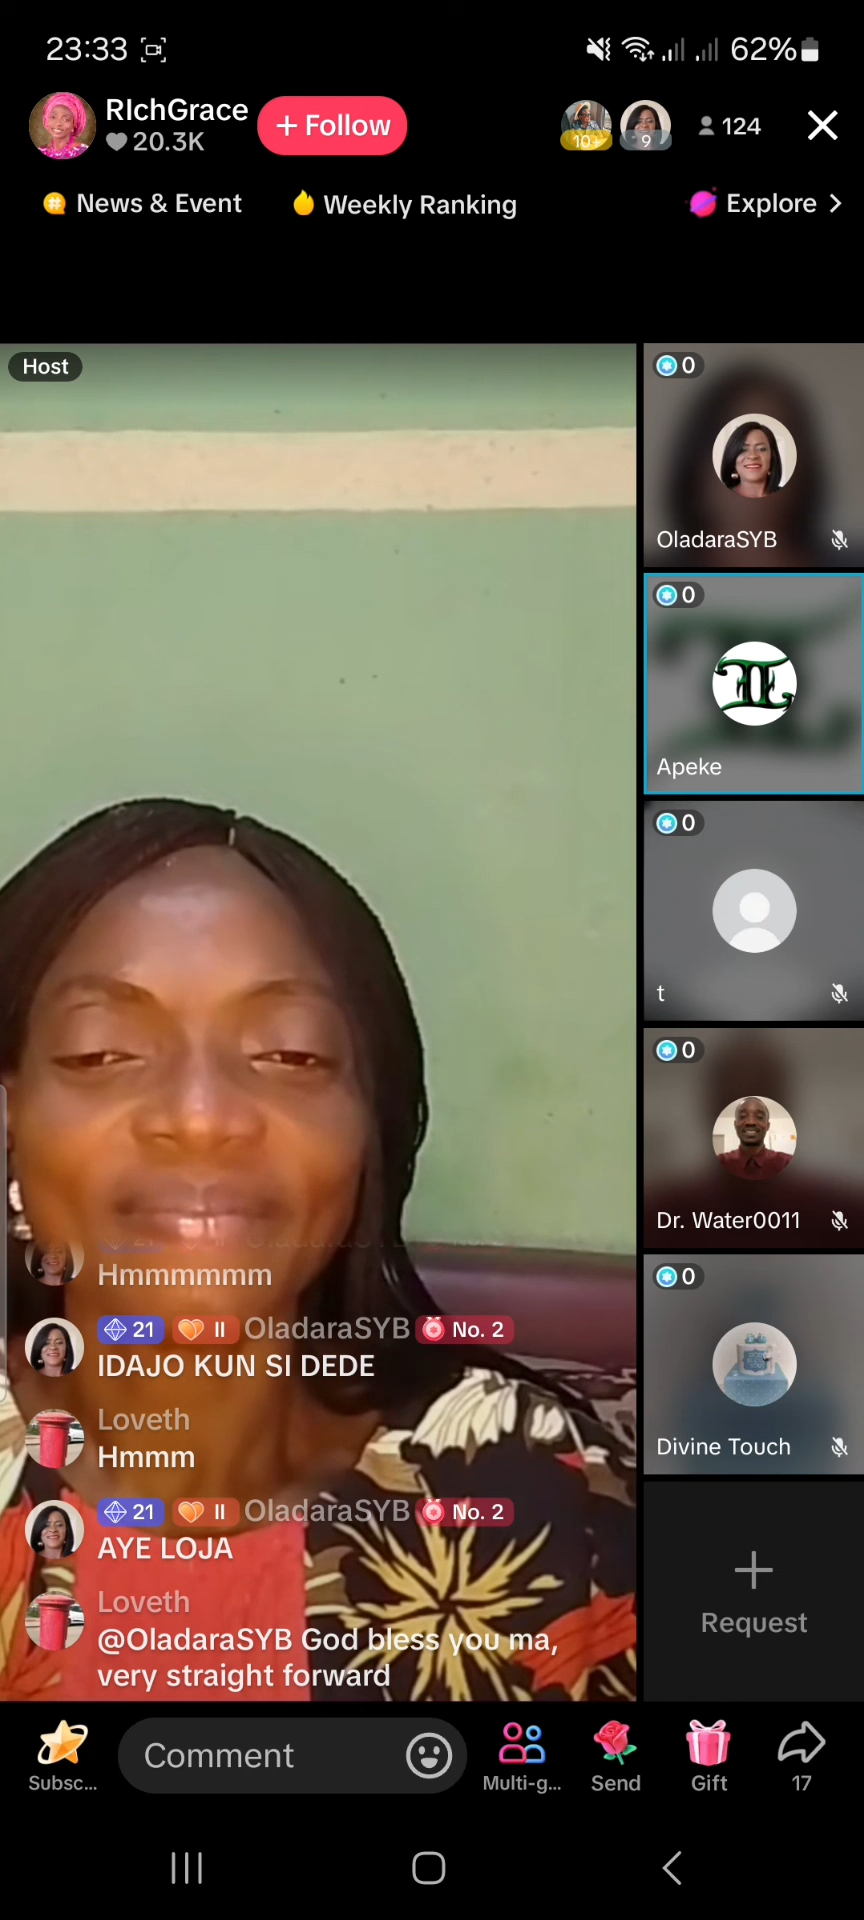 23:33
62%
RIchGrace
20.3K
+ Follow
10+
9
124
News & Event
Weekly Ranking
Explore >
Host
0
OladaraSYB
0
Apeke
0
t
0
Dr. Water0011
0
Divine Touch
Request
Hmmmmmm
21 II OladaraSYB No. 2
IDAJO KUN SI DEDE
Loveth
Hmmm
21 II OladaraSYB No. 2
AYE LOJA
Loveth
@OladaraSYB God bless you ma,
very straight forward
Comment
Subsc...
Multi-g...
Send
Gift
17